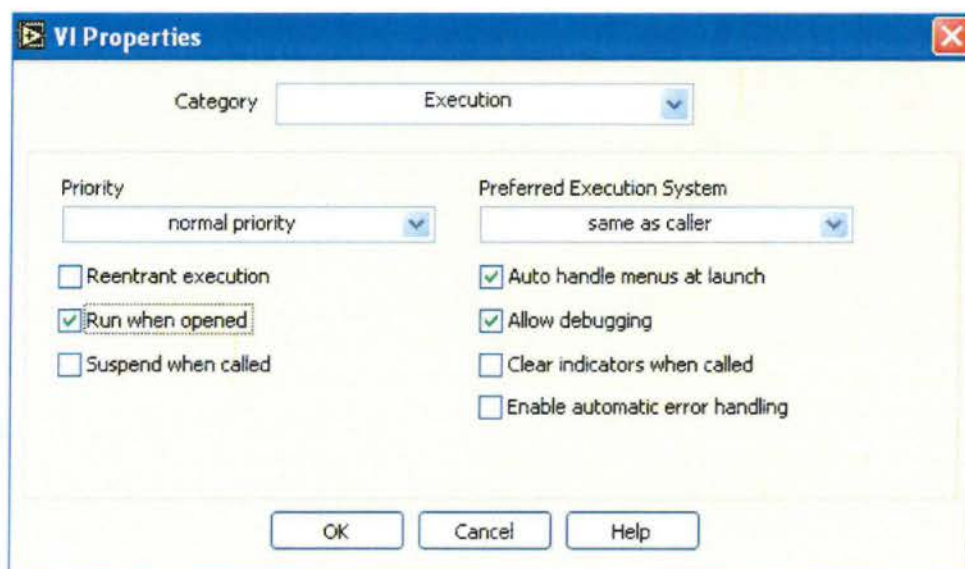 VI Properties
Category Execution
Priority Preferred Execution System
normal priority same as caller
Reentrant execution Auto handle menus at launch
Run when opened Allow debugging
Suspend when called Clear indicators when called
Enable automatic error handling
OK Cancel Help